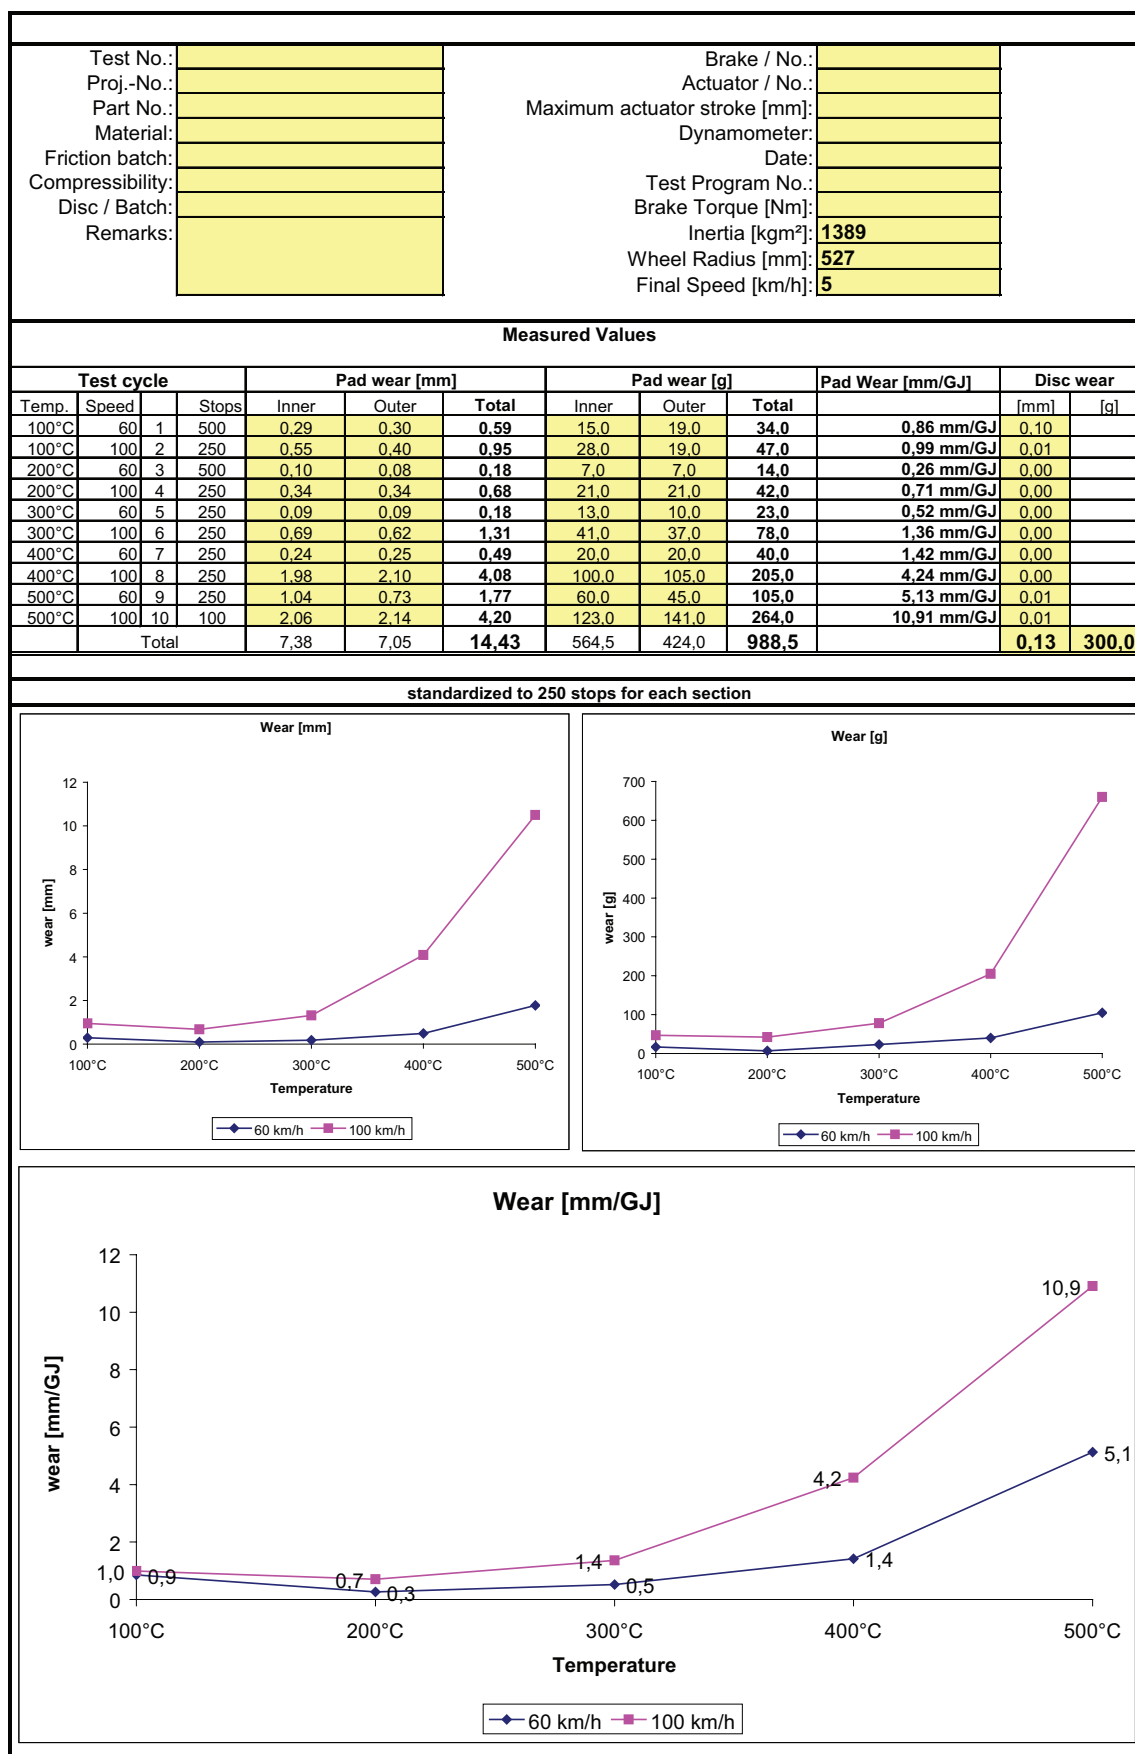 Test No.: Brake / No.:
Proj.-No.: Actuator / No.:
Part No.: Maximum actuator stroke [mm]:
Material: Dynamometer:
Friction batch: Date:
Compressibility: Test Program No.:
Disc / Batch: Brake Torque [Nm]:
Remarks: Inertia [kgm²]: 1389
Wheel Radius [mm]: 527
Final Speed [km/h]: 5
Measured Values
Test cycle Pad wear [mm] Pad wear [g] Pad Wear [mm/GJ] Disc wear
Temp. Speed Stops Inner Outer Total Inner Outer Total [mm] [g]
100°C 60 1 500 0,29 0,30 0,59 15,0 19,0 34,0 0,86 mm/GJ 0,10
100°C 100 2 250 0,55 0,40 0,95 28,0 19,0 47,0 0,99 mm/GJ 0,01
200°C 60 3 500 0,10 0,08 0,18 7,0 7,0 14,0 0,26 mm/GJ 0,00
200°C 100 4 250 0,34 0,34 0,68 21,0 21,0 42,0 0,71 mm/GJ 0,00
300°C 60 5 250 0,09 0,09 0,18 13,0 10,0 23,0 0,52 mm/GJ 0,00
300°C 100 6 250 0,69 0,62 1,31 41,0 37,0 78,0 1,36 mm/GJ 0,00
400°C 60 7 250 0,24 0,25 0,49 20,0 20,0 40,0 1,42 mm/GJ 0,00
400°C 100 8 250 1,98 2,10 4,08 100,0 105,0 205,0 4,24 mm/GJ 0,00
500°C 60 9 250 1,04 0,73 1,77 60,0 45,0 105,0 5,13 mm/GJ 0,01
500°C 100 10 100 2,06 2,14 4,20 123,0 141,0 264,0 10,91 mm/GJ 0,01
Total 7,38 7,05 14,43 564,5 424,0 988,5 0,13 300,0
standardized to 250 stops for each section
Wear [mm]
12
10
8
6
4
2
0
wear [mm]
100°C 200°C 300°C 400°C 500°C
Temperature
60 km/h 100 km/h
Wear [g]
700
600
500
400
300
200
100
0
wear [g]
100°C 200°C 300°C 400°C 500°C
Temperature
60 km/h 100 km/h
Wear [mm/GJ]
12
10
8
6
4
2
0
wear [mm/GJ]
10,9
5,1
4,2
1,4
1,4
0,5
0,7
0,3
1,0
0,9
100°C 200°C 300°C 400°C 500°C
Temperature
60 km/h 100 km/h